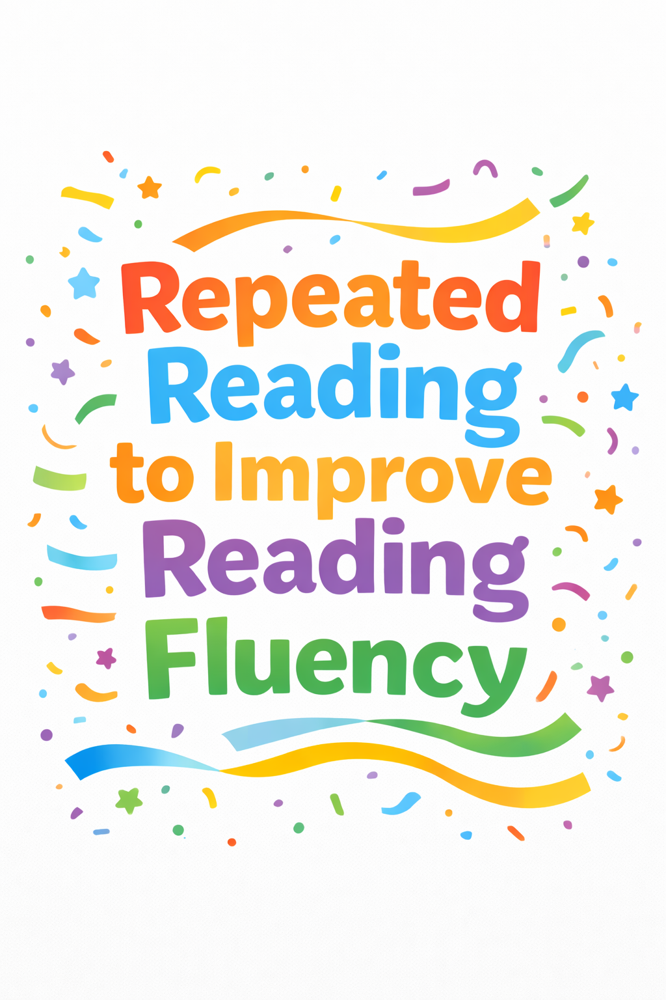 Repeated
Reading
to Improve
Reading
Fluency